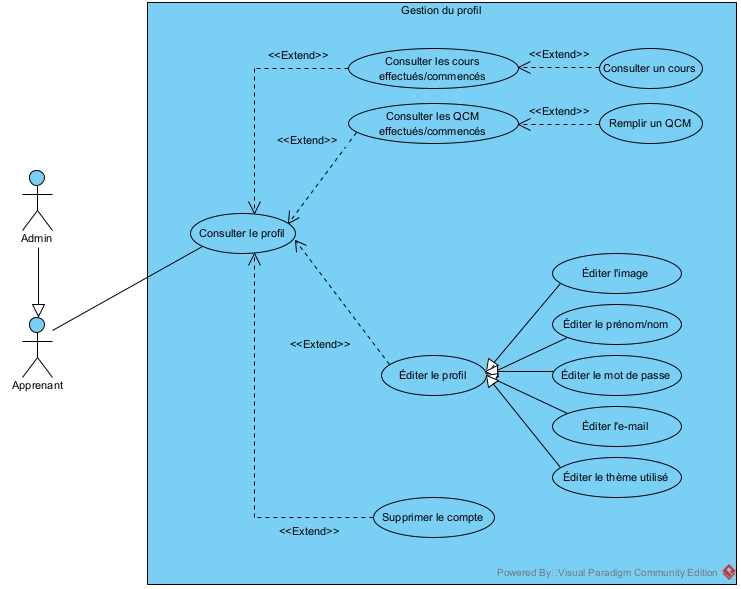 Gestion du profil
<<Extend>>
Consulter les cours
effectués/commencés
<<Extend>>
Consulter un cours
<<Extend>>
Consulter les QCM
effectués/commencés
<<Extend>>
Remplir un QCM
Admin
Consulter le profil
Apprenant
<<Extend>>
Éditer le profil
Éditer l'image
Éditer le prénom/nom
Éditer le mot de passe
Éditer l'e-mail
Éditer le thème utilisé
Supprimer le compte
<<Extend>>
Powered By: Visual Paradigm Community Edition